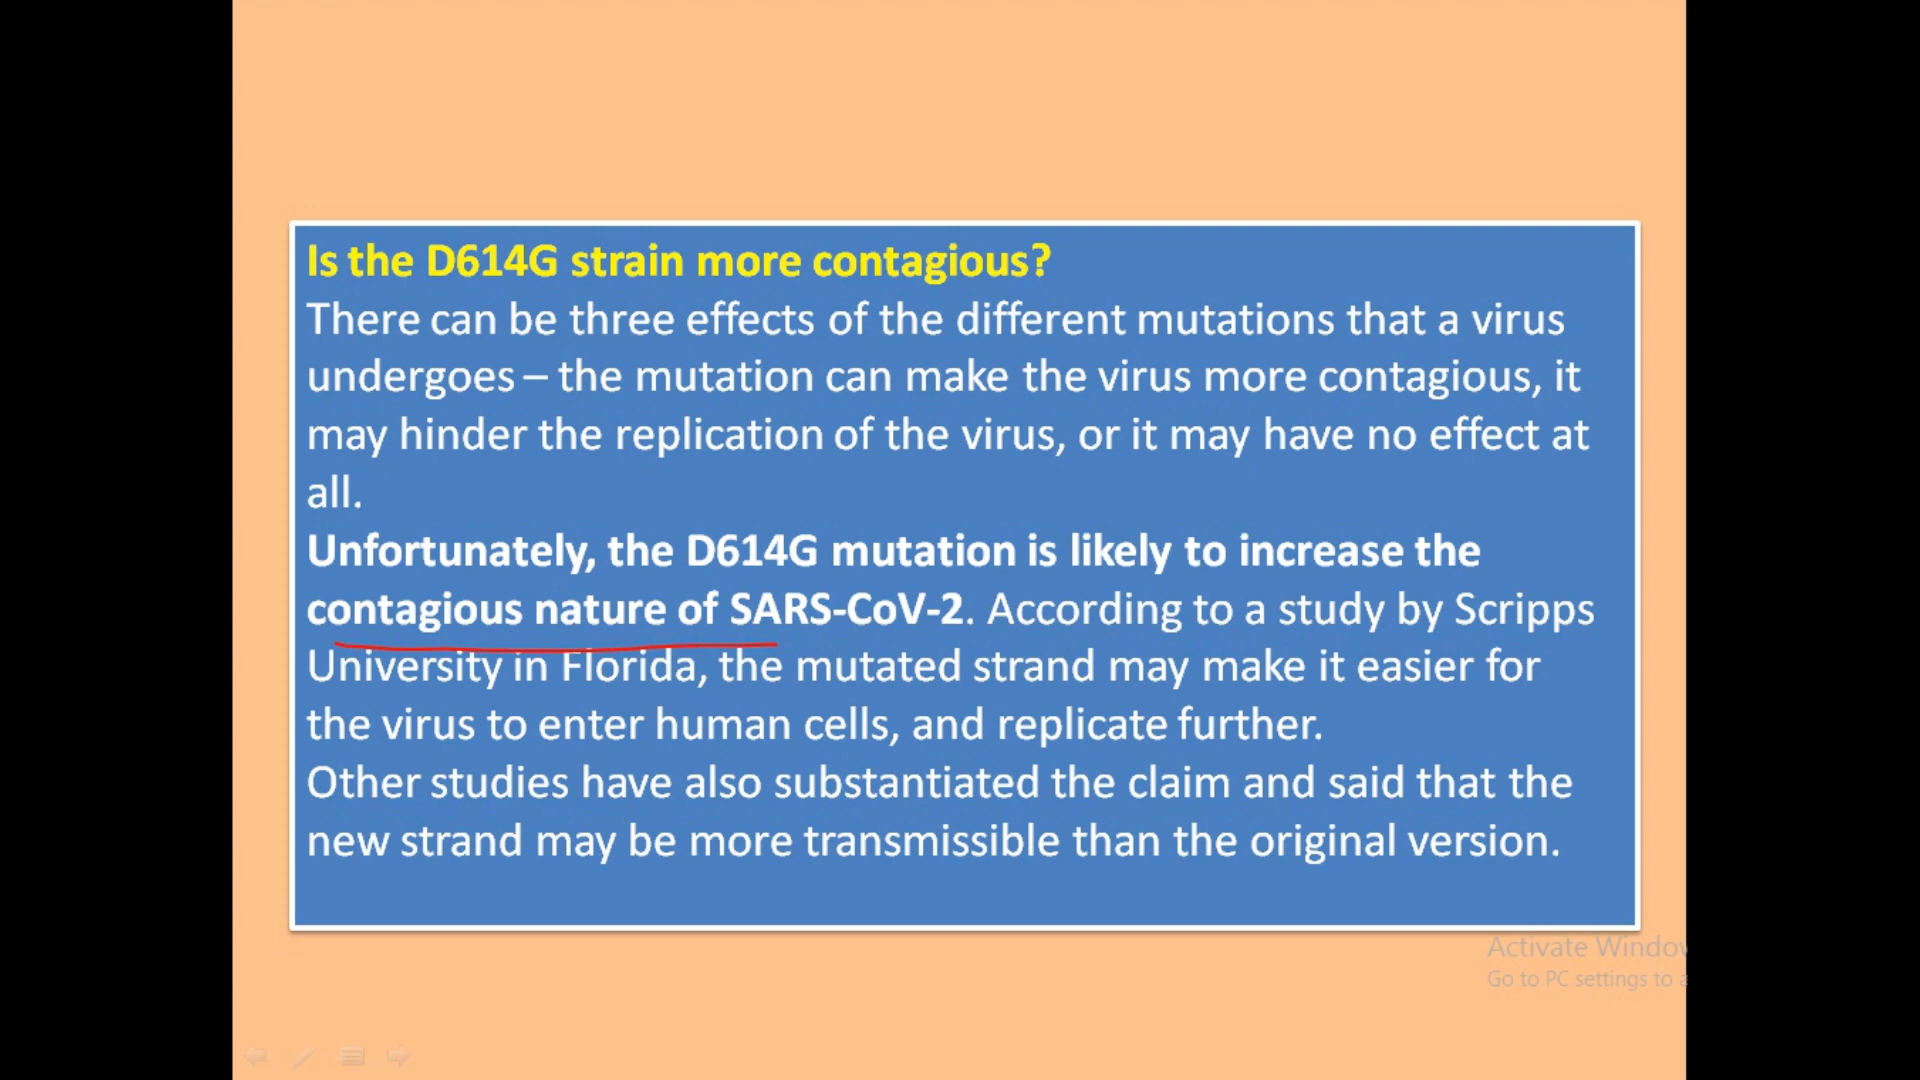 Is the D614G strain more contagious?
There can be three effects of the different mutations that a virus
undergoes – the mutation can make the virus more contagious, it
may hinder the replication of the virus, or it may have no effect at
all.
Unfortunately, the D614G mutation is likely to increase the
contagious nature of SARS-CoV-2. According to a study by Scripps
University in Florida, the mutated strand may make it easier for
the virus to enter human cells, and replicate further.
Other studies have also substantiated the claim and said that the
new strand may be more transmissible than the original version.
Activate
Go to PC settings to